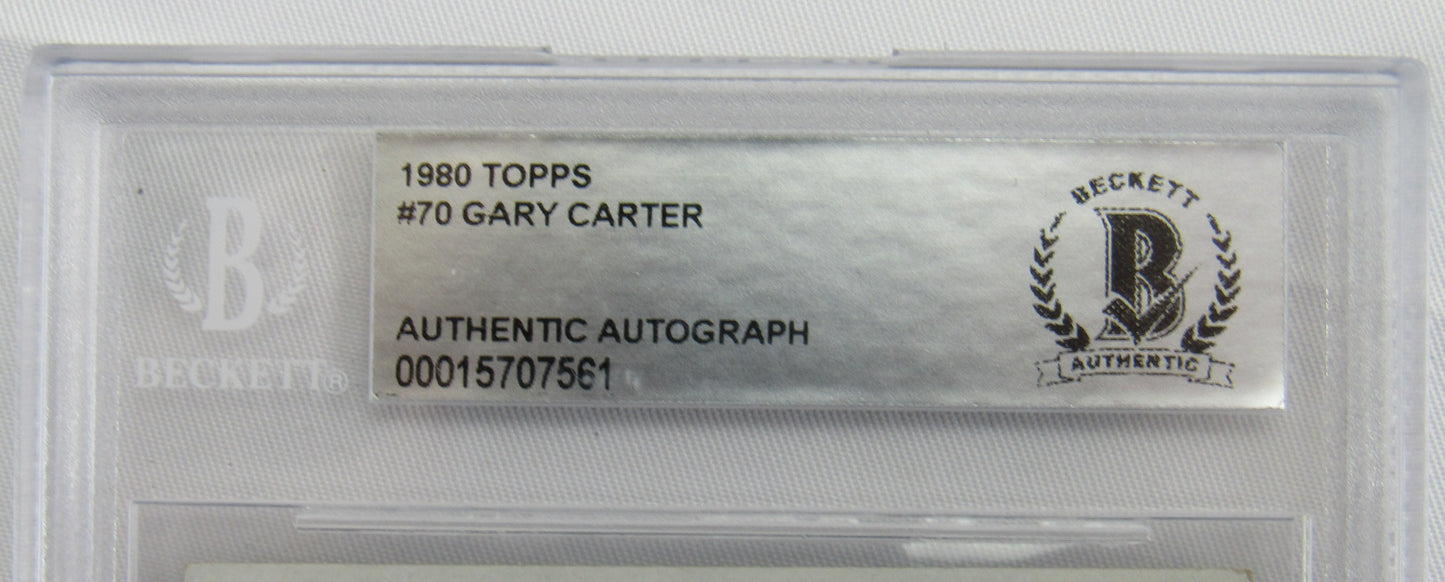 1980 TOPPS
#70 GARY CARTER
AUTHENTIC AUTOGRAPH
00015707561
BECKETT
B
AUTHENTIC
B
BECKETT®